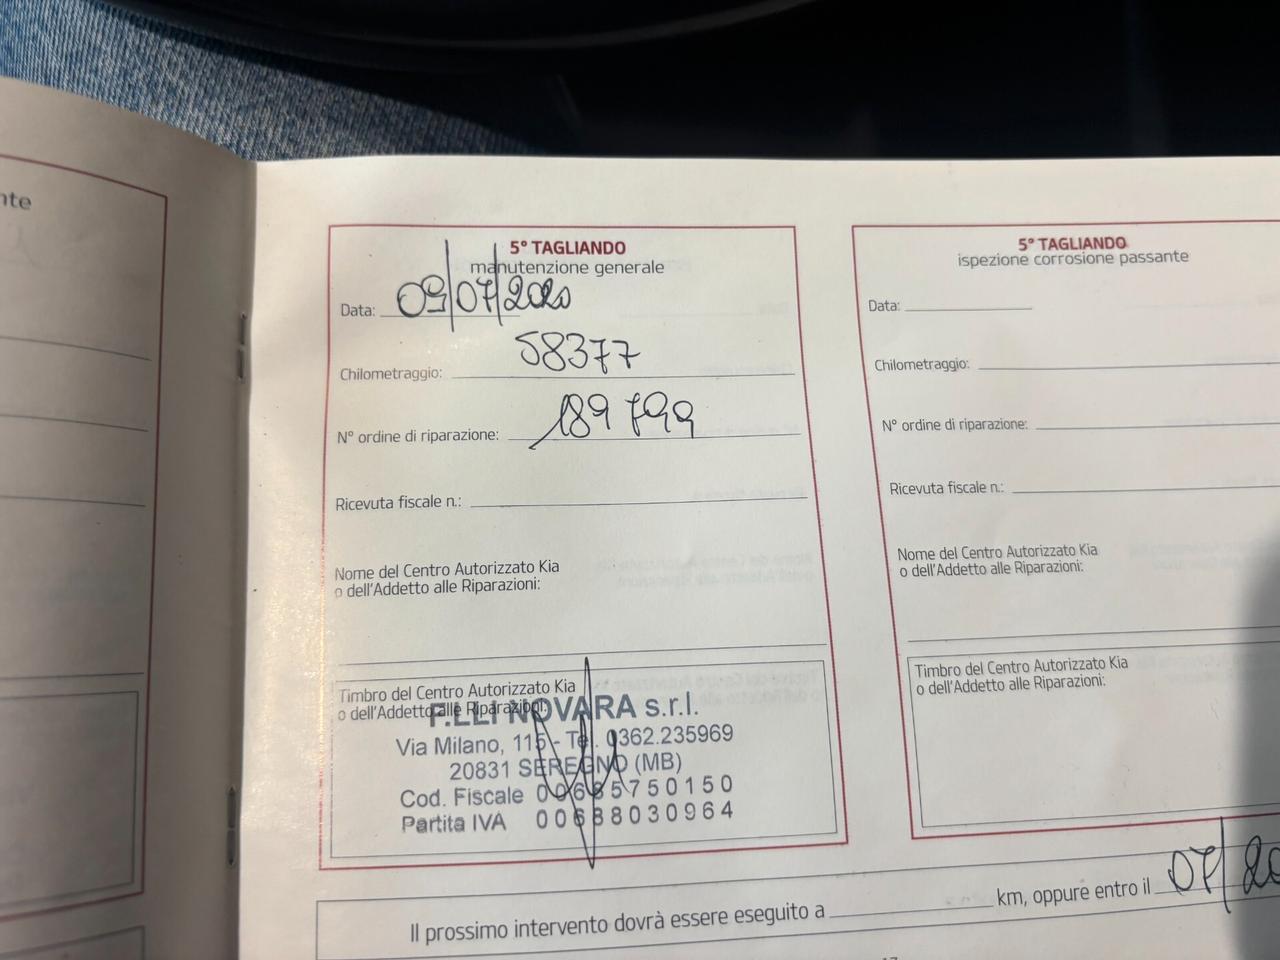 nte
5° TAGLIANDO
manutenzione generale
Data: 09/07/2020
Chilometraggio: 58377
N° ordine di riparazione: 189799
Ricevuta fiscale n.:
Nome del Centro Autorizzato Kia
o dell'Addetto alle Riparazioni:
Timbro del Centro Autorizzato Kia
o dell'Addetto alle Riparazioni:
F.LLI NOVARA s.r.l.
Via Milano, 115 - Tel. 0362.235969
20831 SEREGNO (MB)
Cod. Fiscale 00685750150
Partita IVA 00688030964
5° TAGLIANDO
ispezione corrosione passante
Data:
Chilometraggio:
N° ordine di riparazione:
Ricevuta fiscale n.:
Nome del Centro Autorizzato Kia
o dell'Addetto alle Riparazioni:
Timbro del Centro Autorizzato Kia
o dell'Addetto alle Riparazioni:
Il prossimo intervento dovrà essere eseguito a km, oppure entro il 07/20